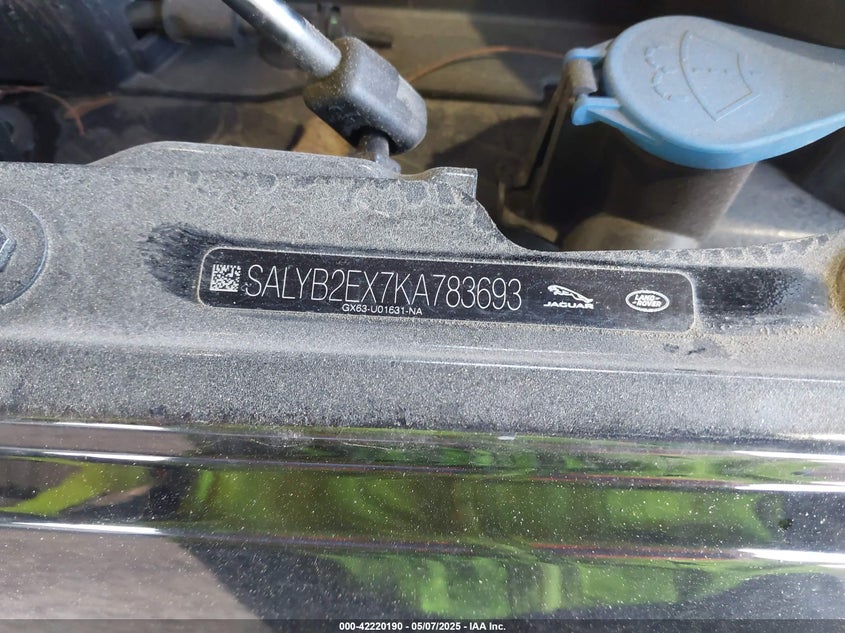 SALYB2EX7KA783693
GX63-U01631-NA
JAGUAR
LAND-
ROVER
000-42220190 - 05/07/2025 - IAA Inc.